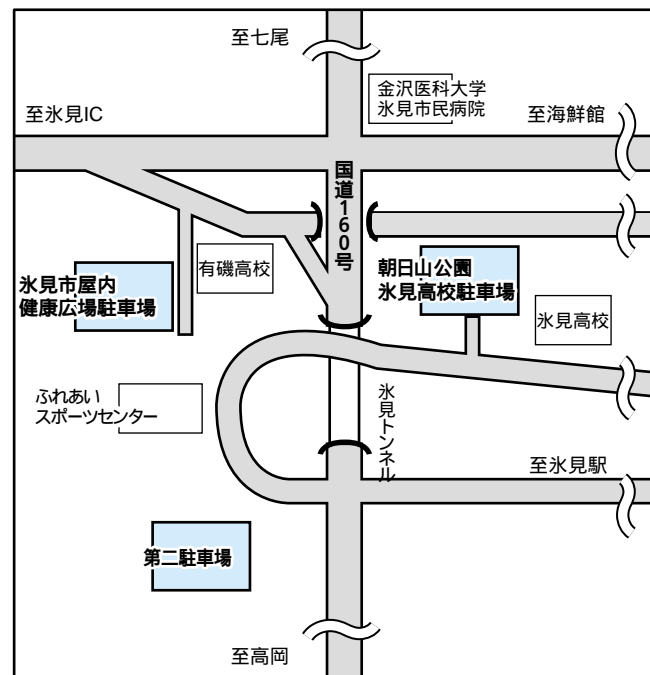 至七尾
金沢医科大学
氷見市民病院
至氷見IC
至海鮮館
国道160号
有磯高校
氷見市屋内
健康広場駐車場
朝日山公園
氷見高校駐車場
氷見高校
ふれあい
スポーツセンター
氷見トンネル
至氷見駅
第二駐車場
至高岡